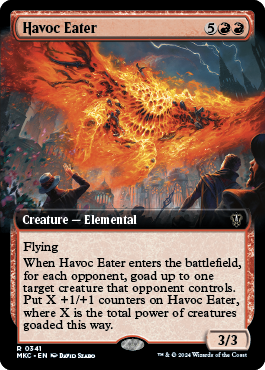 Havoc Eater 5
Creature — Elemental
Flying
When Havoc Eater enters the battlefield,
for each opponent, goad up to one
target creature that opponent controls.
Put X +1/+1 counters on Havoc Eater,
where X is the total power of creatures
goaded this way.
3/3
R 0341
MKC • EN DAVID SLADO
™ & © 2024 Wizards of the Coast